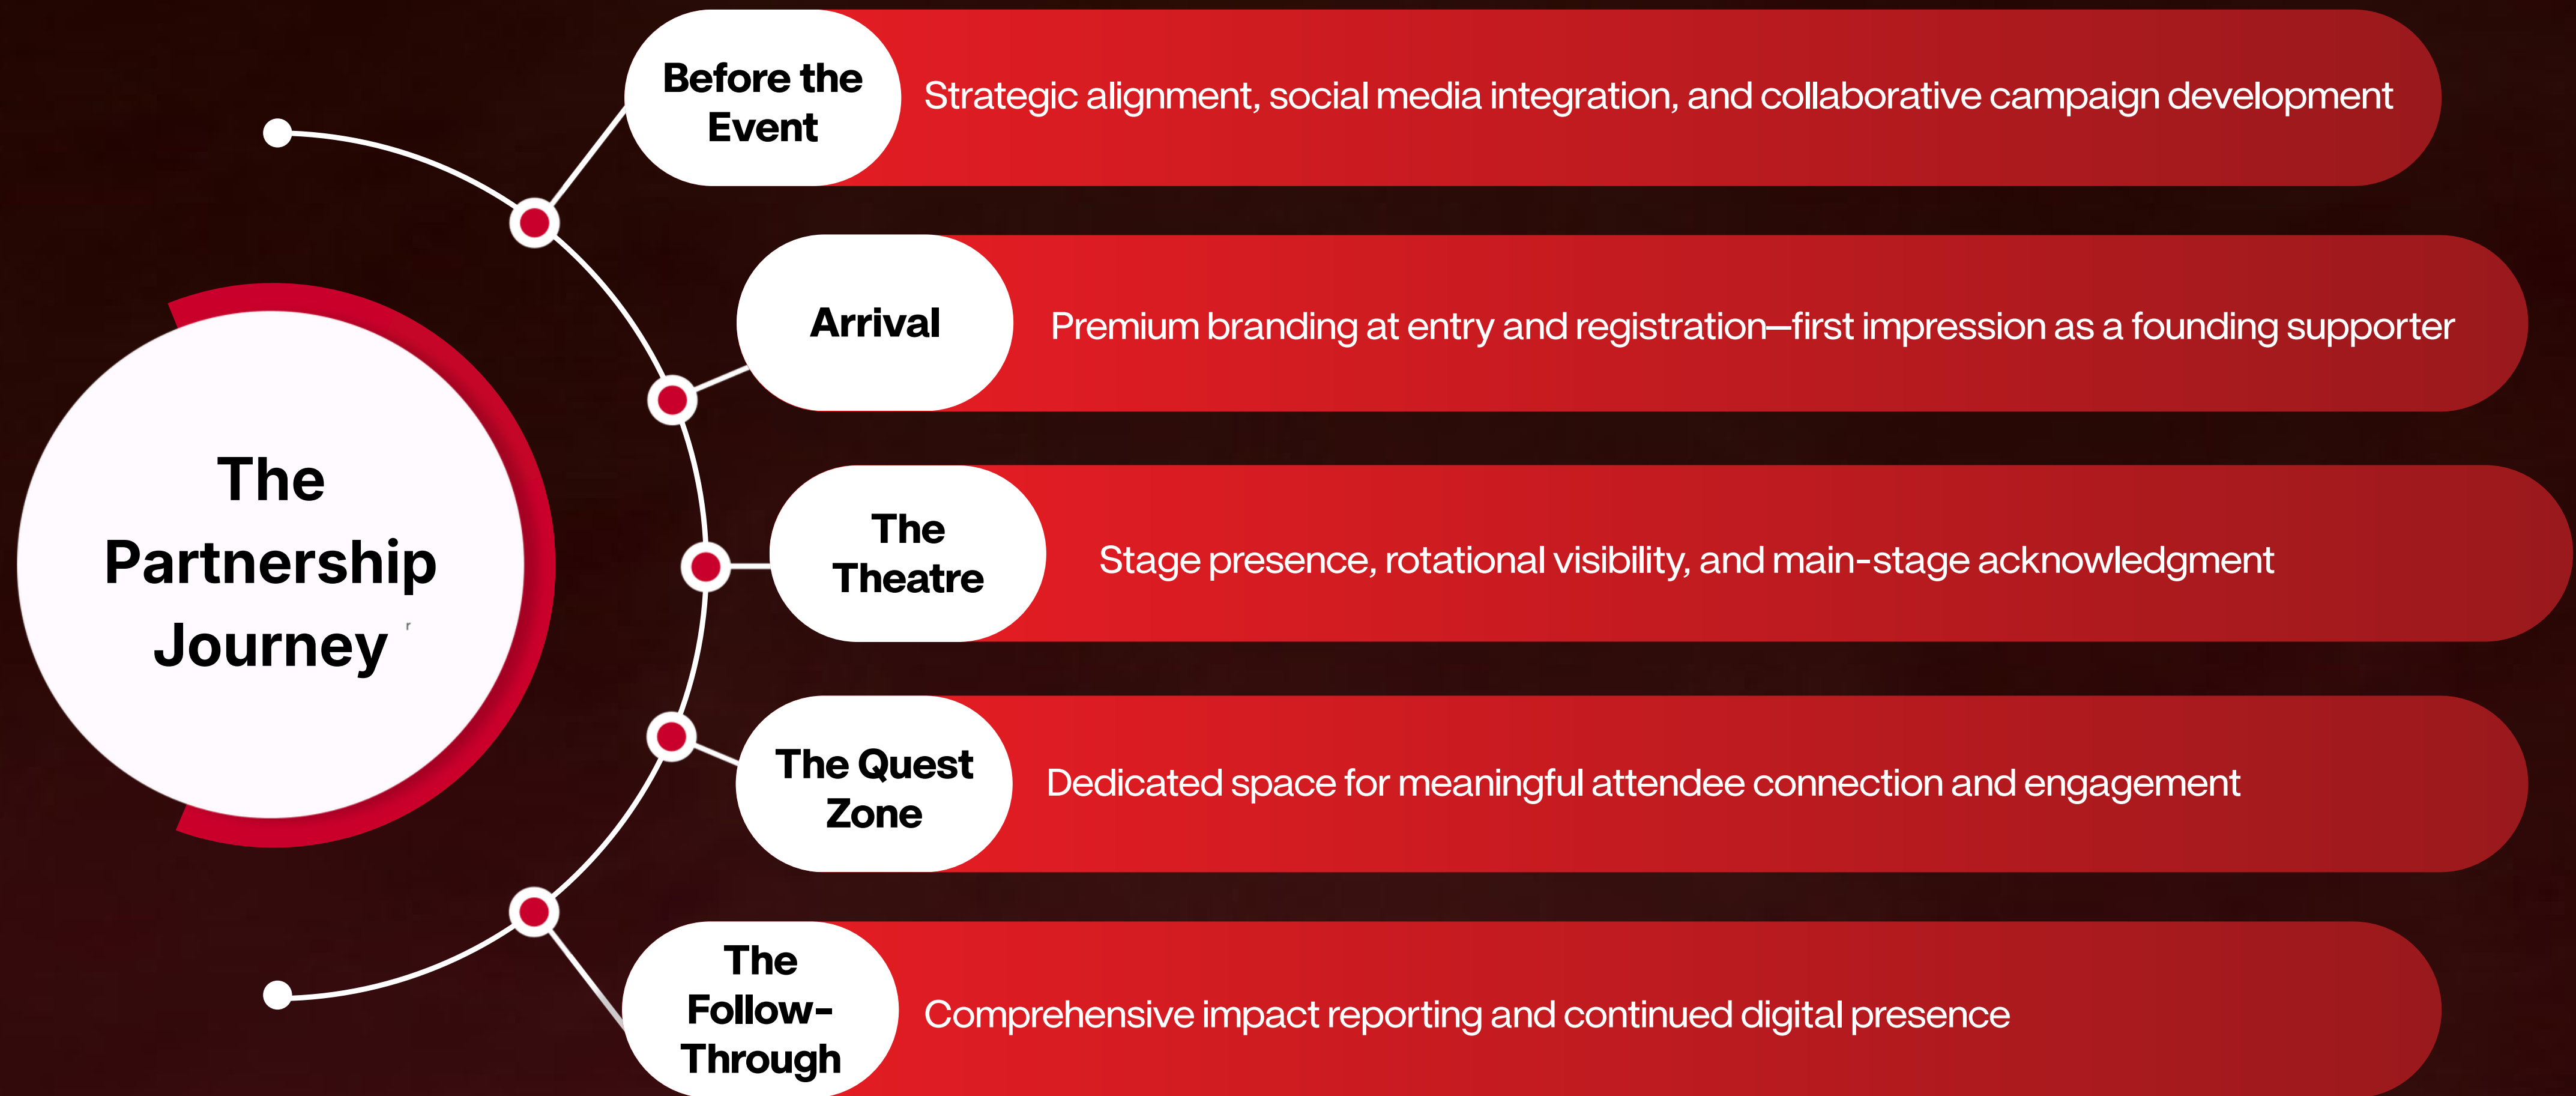 The
Partnership
Journey
r
Before the
Event
Strategic alignment, social media integration, and collaborative campaign development
Arrival
Premium branding at entry and registration—first impression as a founding supporter
The
Theatre
Stage presence, rotational visibility, and main-stage acknowledgment
The Quest
Zone
Dedicated space for meaningful attendee connection and engagement
The
Follow-
Through
Comprehensive impact reporting and continued digital presence